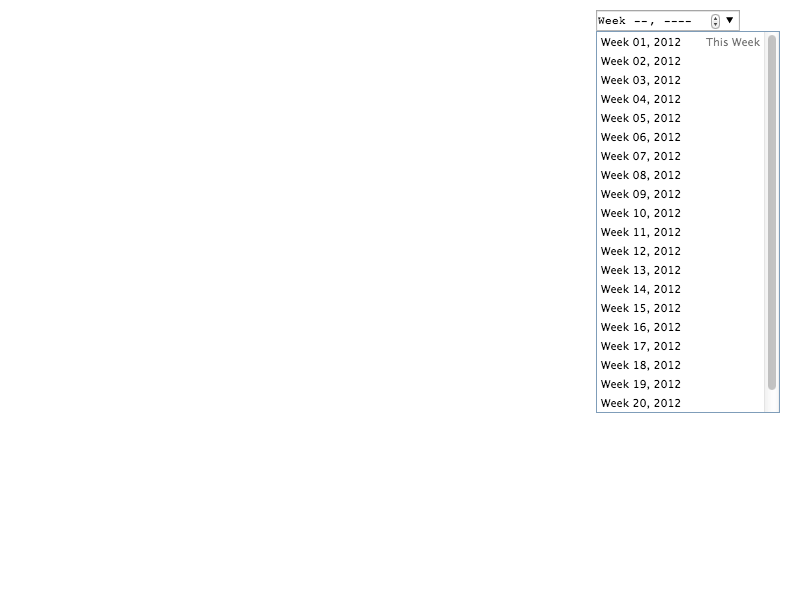 Week --, ----
Week 01, 2012 This Week
Week 02, 2012
Week 03, 2012
Week 04, 2012
Week 05, 2012
Week 06, 2012
Week 07, 2012
Week 08, 2012
Week 09, 2012
Week 10, 2012
Week 11, 2012
Week 12, 2012
Week 13, 2012
Week 14, 2012
Week 15, 2012
Week 16, 2012
Week 17, 2012
Week 18, 2012
Week 19, 2012
Week 20, 2012